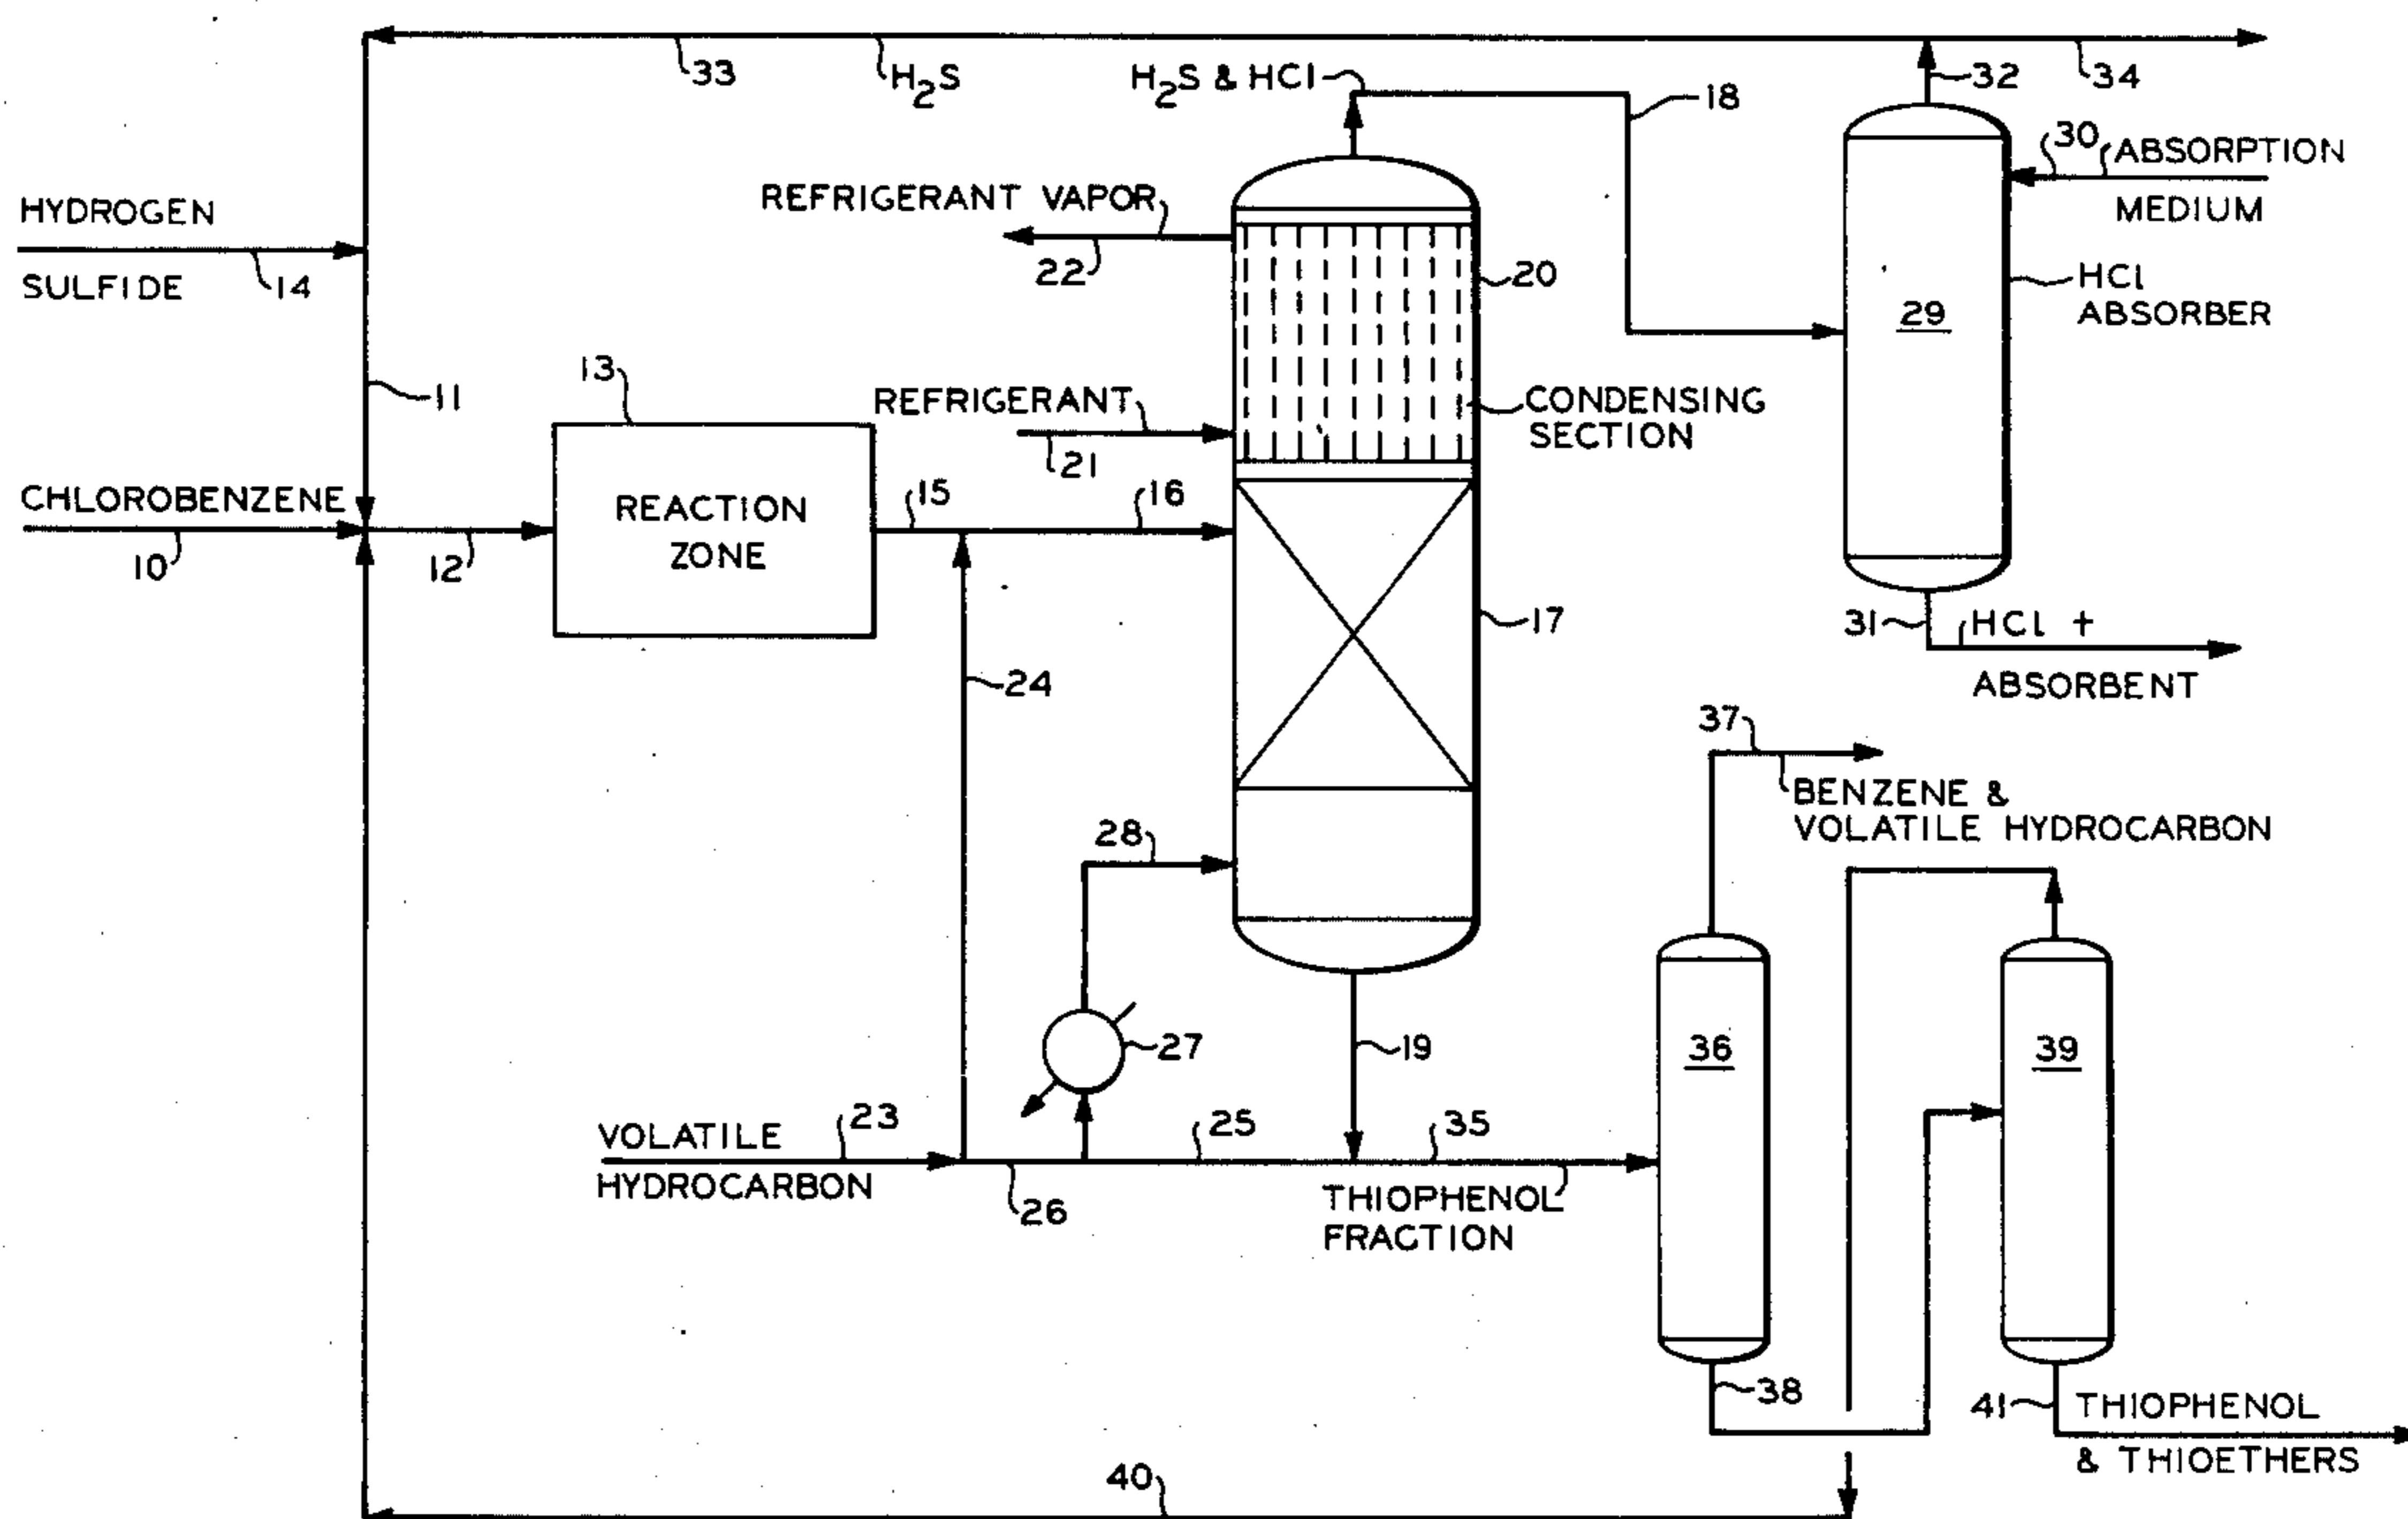 33
H2S
H2S & HCl
18
32
34
30
ABSORPTION
MEDIUM
REFRIGERANT VAPOR
22
20
HYDROGEN
14
SULFIDE
HCl
ABSORBER
29
11
13
REFRIGERANT
21
CONDENSING
SECTION
CHLOROBENZENE
10
12
REACTION
ZONE
15
16
17
31
HCl +
ABSORBENT
24
37
BENZENE &
VOLATILE HYDROCARBON
28
27
19
36
39
VOLATILE
23
HYDROCARBON
26
25
35
THIOPHENOL
FRACTION
38
41
THIOPHENOL
& THIOETHERS
40